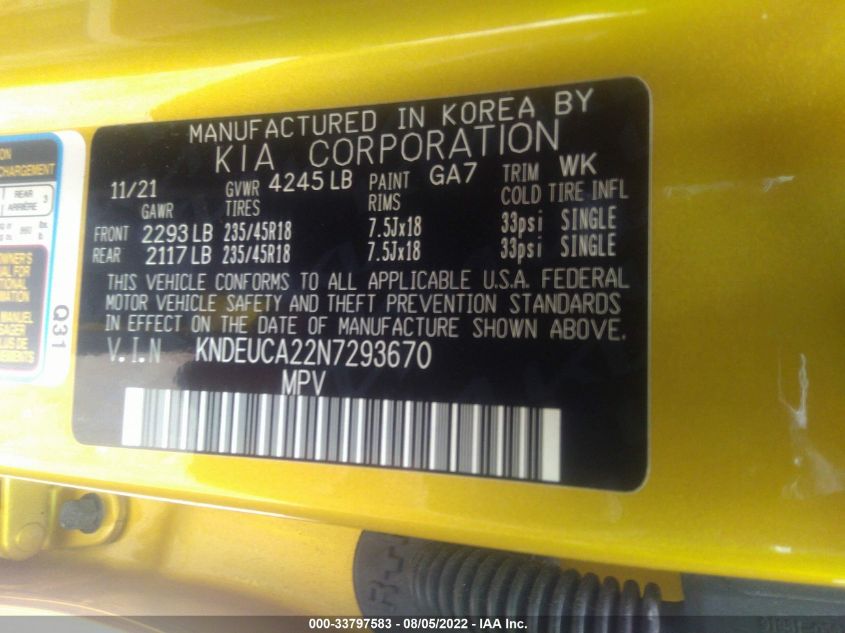 MANUFACTURED IN KOREA BY
KIA CORPORATION
11/21 GVWR 4245 LB PAINT GA7 TRIM WK
GAWR TIRES RIMS COLD TIRE INFL
FRONT 2293 LB 235/45R18 7.5Jx18 33psi SINGLE
REAR 2117 LB 235/45R18 7.5Jx18 33psi SINGLE
THIS VEHICLE CONFORMS TO ALL APPLICABLE U.S.A. FEDERAL
MOTOR VEHICLE SAFETY AND THEFT PREVENTION STANDARDS
IN EFFECT ON THE DATE OF MANUFACTURE SHOWN ABOVE.
V.I.N KNDEUCA22N7293670
MPV
REAR 3
ARRIÈRE
Q31
000-33797583 - 08/05/2022 - IAA Inc.